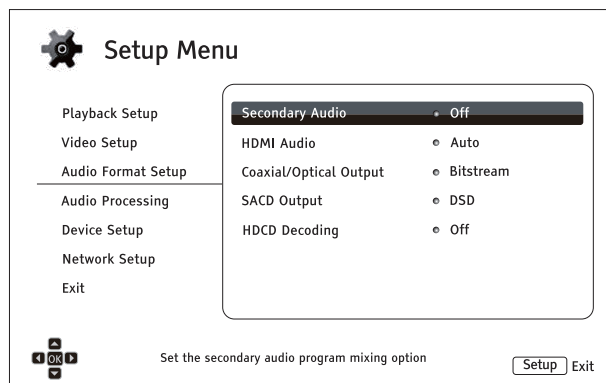 Setup Menu
Playback Setup
Video Setup
Audio Format Setup
Audio Processing
Device Setup
Network Setup
Exit
Secondary Audio Off
HDMI Audio Auto
Coaxial/Optical Output Bitstream
SACD Output DSD
HDCD Decoding Off
OK
Set the secondary audio program mixing option
Setup Exit